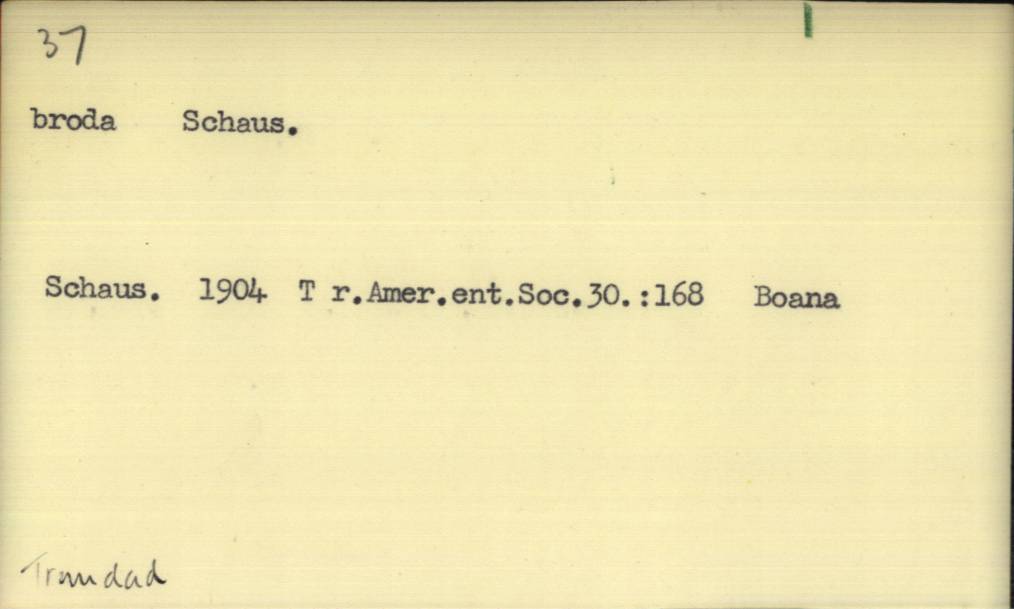 37
broda Schaus.
Schaus. 1904 T r.Amer.ent.Soc.30.:168 Boana
Trinidad